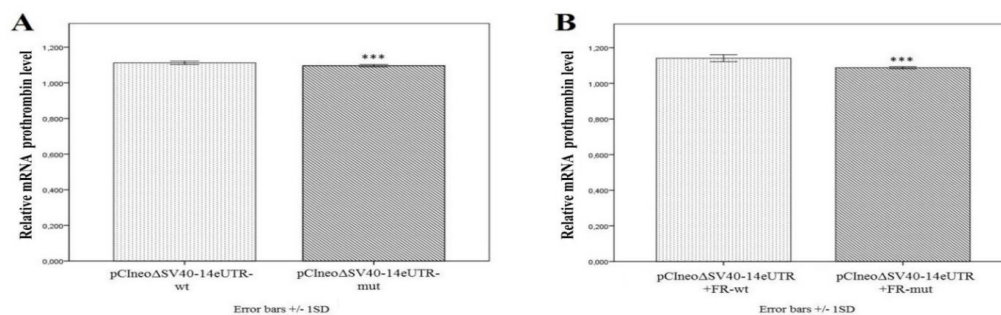 A
Relative mRNA prothrombin level
1,200
1,000
0,800
0,600
0,400
0,200
0,000
***
pCIneoΔSV40-14eUTR-
wt
pCIneoΔSV40-14eUTR-
mut
Error bars +/- 1SD
B
Relative mRNA prothrombin level
1,200
1,000
0,800
0,600
0,400
0,200
0,000
***
pCIneoΔSV40-14eUTR
+FR-wt
pCIneoΔSV40-14eUTR
+FR-mut
Error bars +/- 1SD